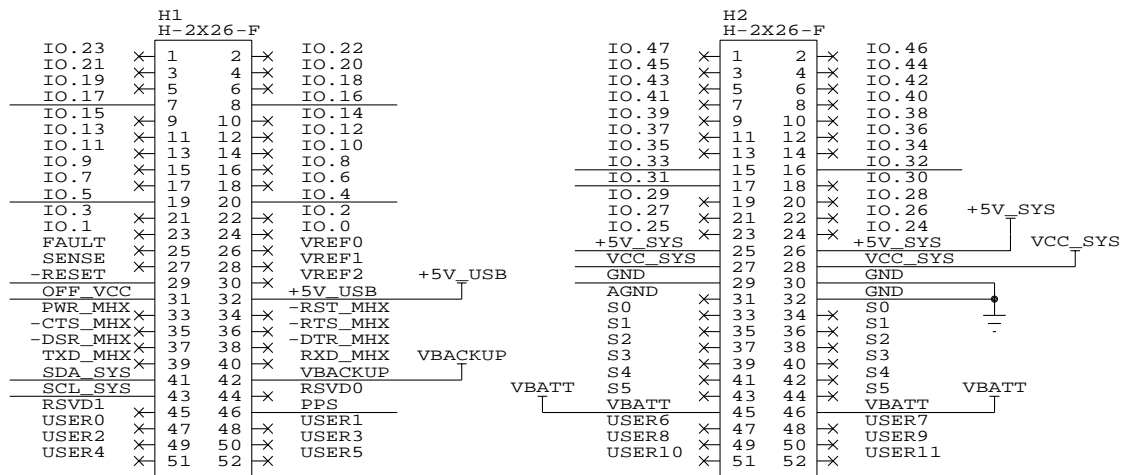 H1
H-2X26-F
IO.23 1 2 IO.22
IO.21 3 4 IO.20
IO.19 5 6 IO.18
IO.17 7 8 IO.16
IO.15 9 10 IO.14
IO.13 11 12 IO.12
IO.11 13 14 IO.10
IO.9 15 16 IO.8
IO.7 17 18 IO.6
IO.5 19 20 IO.4
IO.3 21 22 IO.2
IO.1 23 24 IO.0
FAULT 25 26 VREF0
SENSE 27 28 VREF1
-RESET 29 30 VREF2
+5V_USB
OFF_VCC 31 32 +5V_USB
PWR_MHX 33 34 -RST_MHX
-CTS_MHX 35 36 -RTS_MHX
-DSR_MHX 37 38 -DTR_MHX
TXD_MHX 39 40 RXD_MHX
VBACKUP
SDA_SYS 41 42 VBACKUP
SCL_SYS 43 44 RSVD0
RSVD1 45 46 PPS
USER0 47 48 USER1
USER2 49 50 USER3
USER4 51 52 USER5
H2
H-2X26-F
IO.47 1 2 IO.46
IO.45 3 4 IO.44
IO.43 5 6 IO.42
IO.41 7 8 IO.40
IO.39 9 10 IO.38
IO.37 11 12 IO.36
IO.35 13 14 IO.34
IO.33 15 16 IO.32
IO.31 17 18 IO.30
IO.29 19 20 IO.28
IO.27 21 22 IO.26
+5V_SYS
IO.25 23 24 IO.24
+5V_SYS 25 26 +5V_SYS
VCC_SYS
VCC_SYS 27 28 VCC_SYS
GND 29 30 GND
AGND 31 32 GND
S0 33 34 S0
S1 35 36 S1
S2 37 38 S2
S3 39 40 S3
S4 41 42 S4
S5 43 44 S5
VBATT
VBATT
VBATT 45 46 VBATT
USER6 47 48 USER7
USER8 49 50 USER9
USER10 51 52 USER11